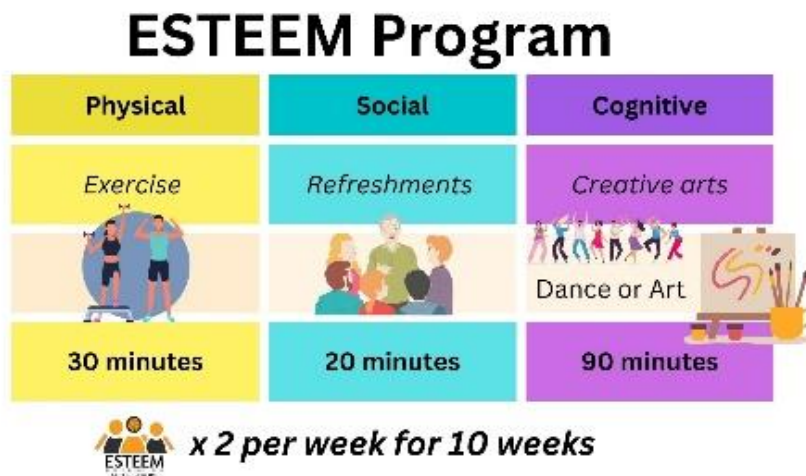 ESTEEM Program
Physical
Social
Cognitive
Exercise
Refreshments
Creative arts
Dance or Art
30 minutes
20 minutes
90 minutes
ESTEEM
x 2 per week for 10 weeks